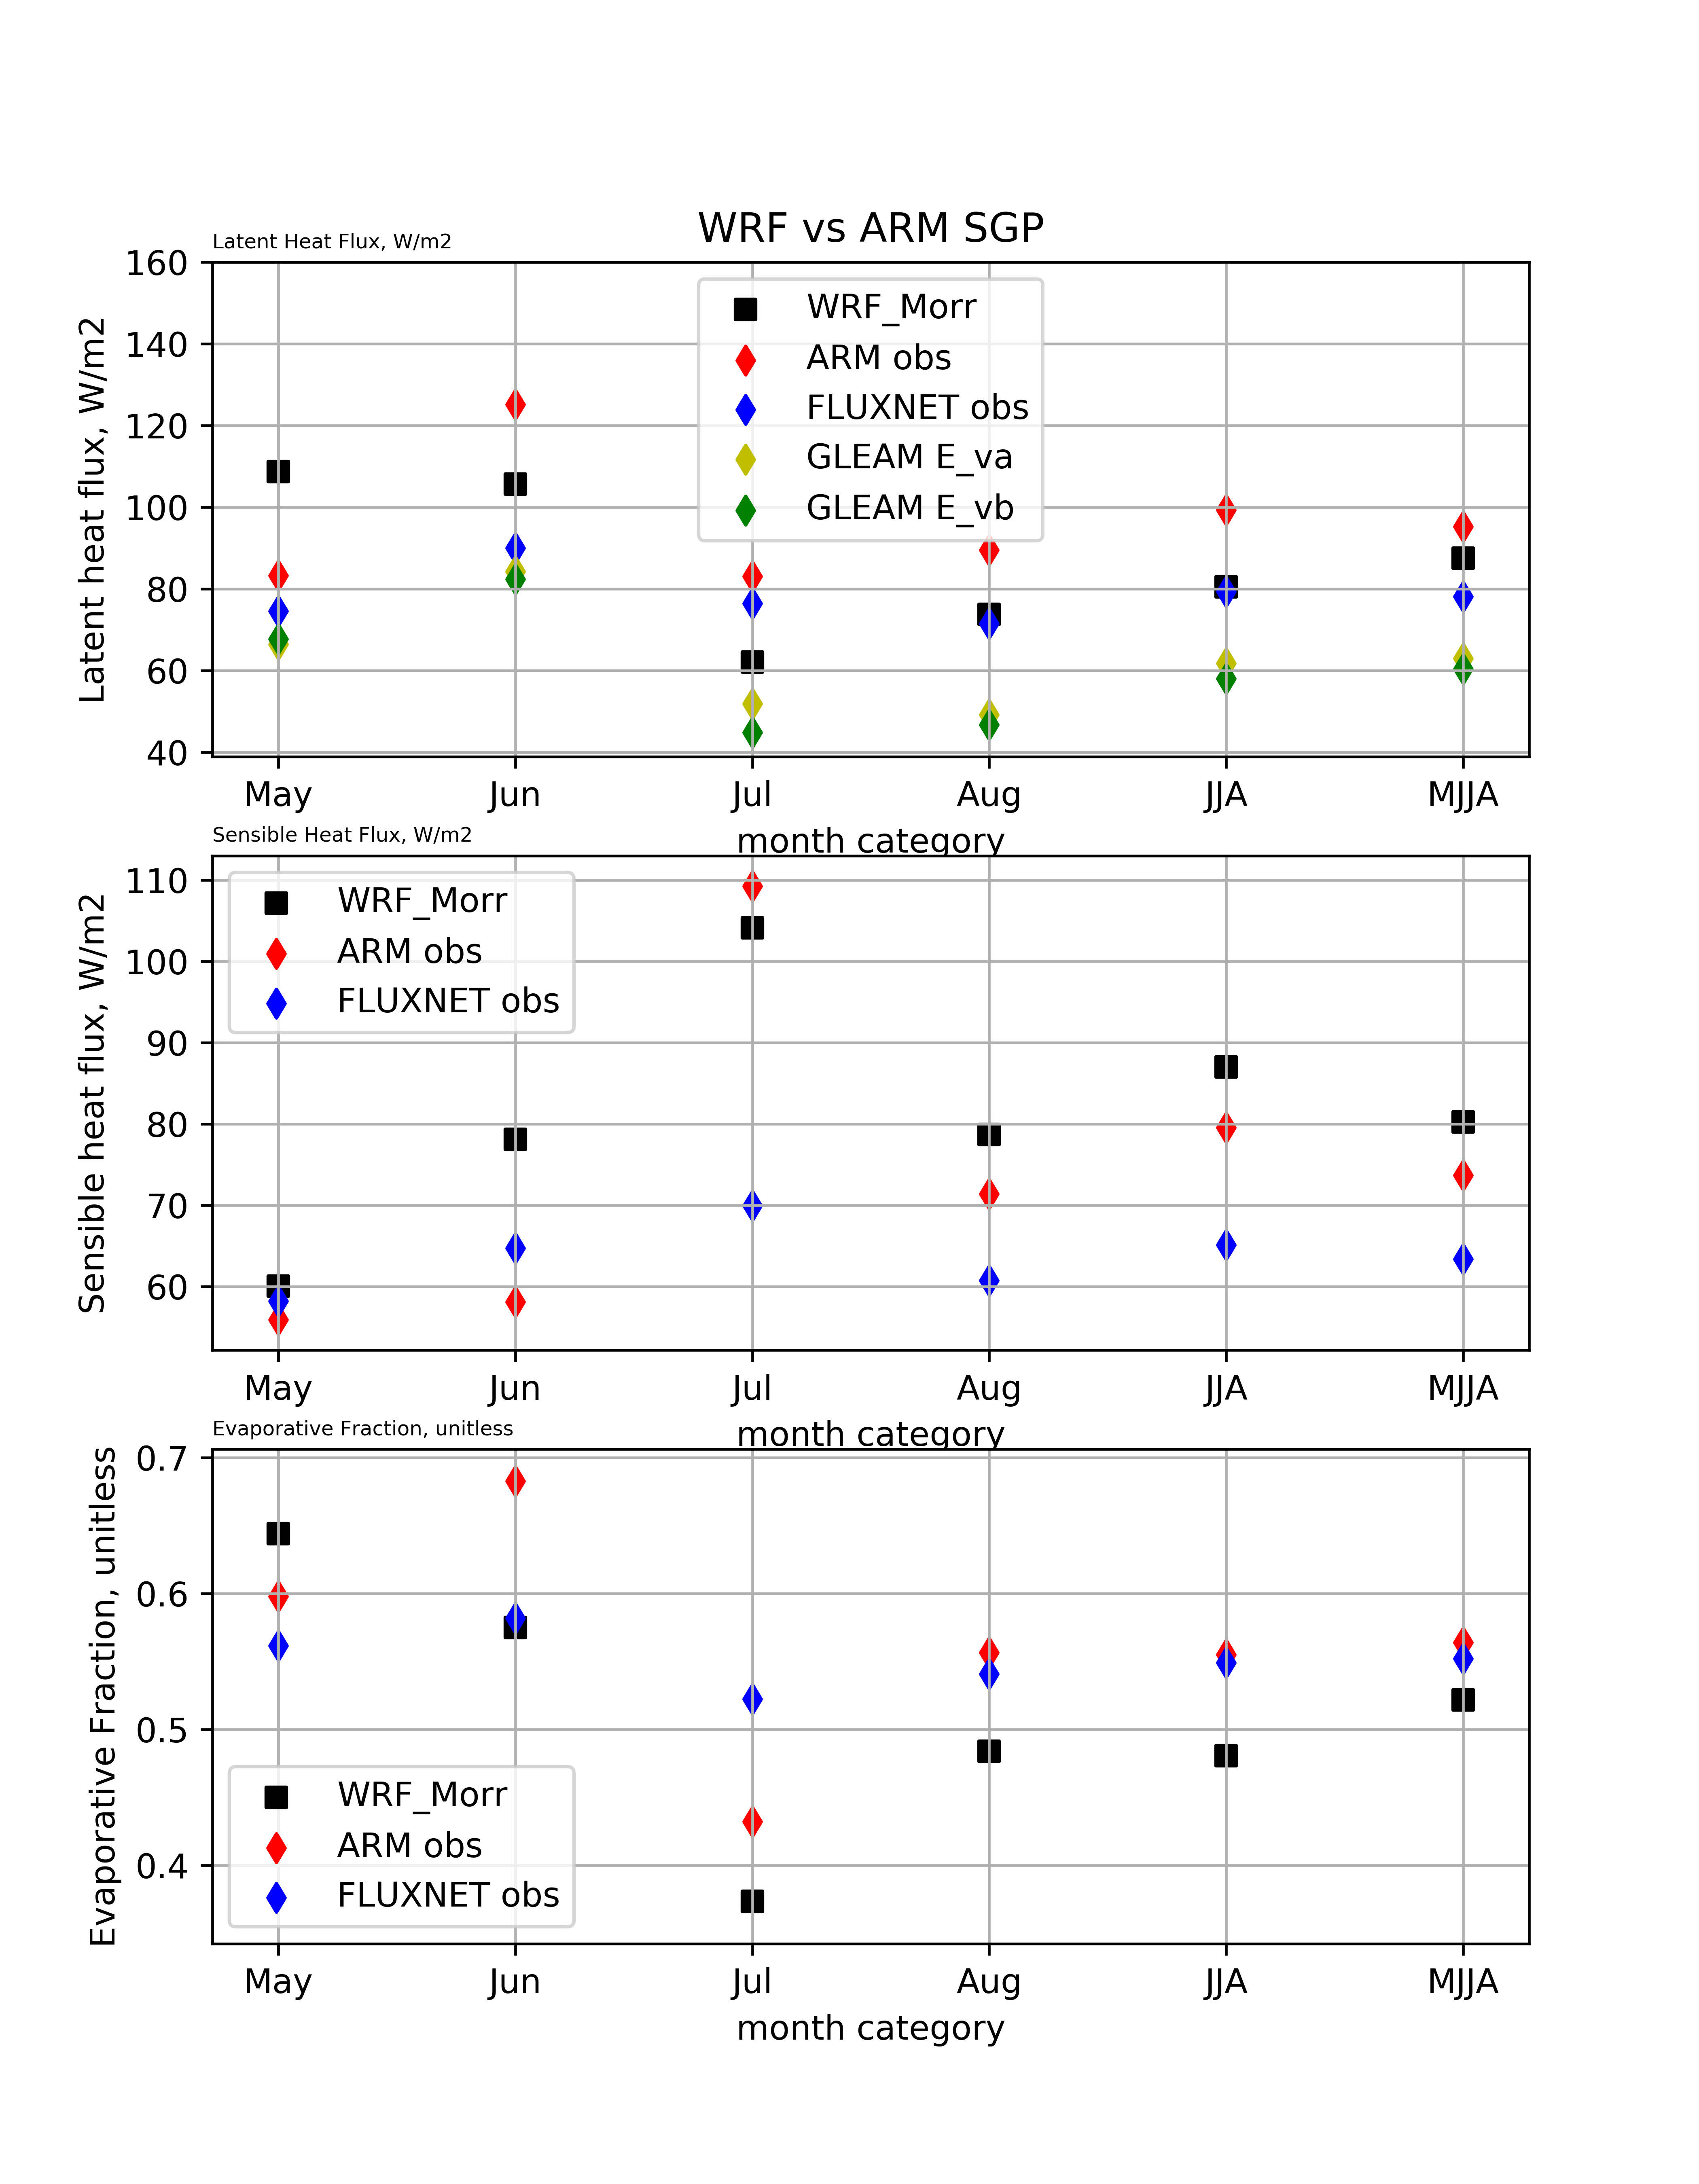 WRF vs ARM SGP
Latent Heat Flux, W/m2
Latent heat flux, W/m2
160
140
120
100
80
60
40
WRF_Morr
ARM obs
FLUXNET obs
GLEAM E_va
GLEAM E_vb
May Jun Jul Aug JJA MJJA
month category
Sensible Heat Flux, W/m2
Sensible heat flux, W/m2
110
100
90
80
70
60
WRF_Morr
ARM obs
FLUXNET obs
May Jun Jul Aug JJA MJJA
month category
Evaporative Fraction, unitless
Evaporative Fraction, unitless
0.7
0.6
0.5
0.4
WRF_Morr
ARM obs
FLUXNET obs
May Jun Jul Aug JJA MJJA
month category